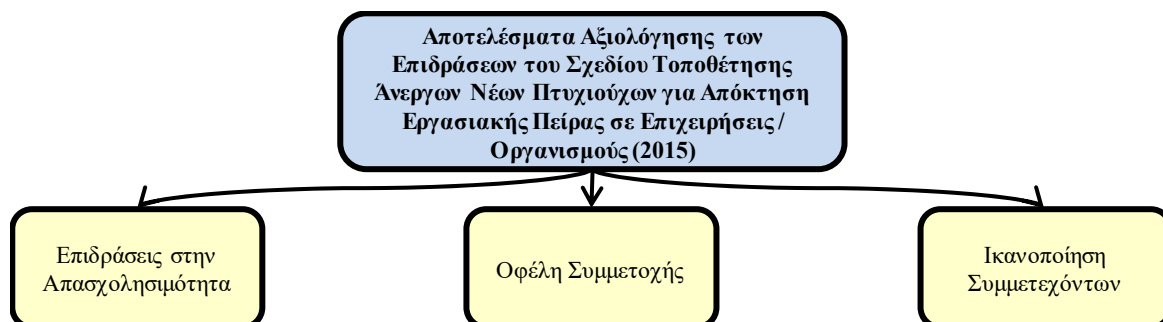 Αποτελέσματα Αξιολόγησης των
Επιδράσεων του Σχεδίου Τοποθέτησης
Άνεργων Νέων Πτυχιούχων για Απόκτηση
Εργασιακής Πείρας σε Επιχειρήσεις /
Οργανισμούς (2015)
Επιδράσεις στην
Απασχολησιμότητα
Οφέλη Συμμετοχής
Ικανοποίηση
Συμμετεχόντων